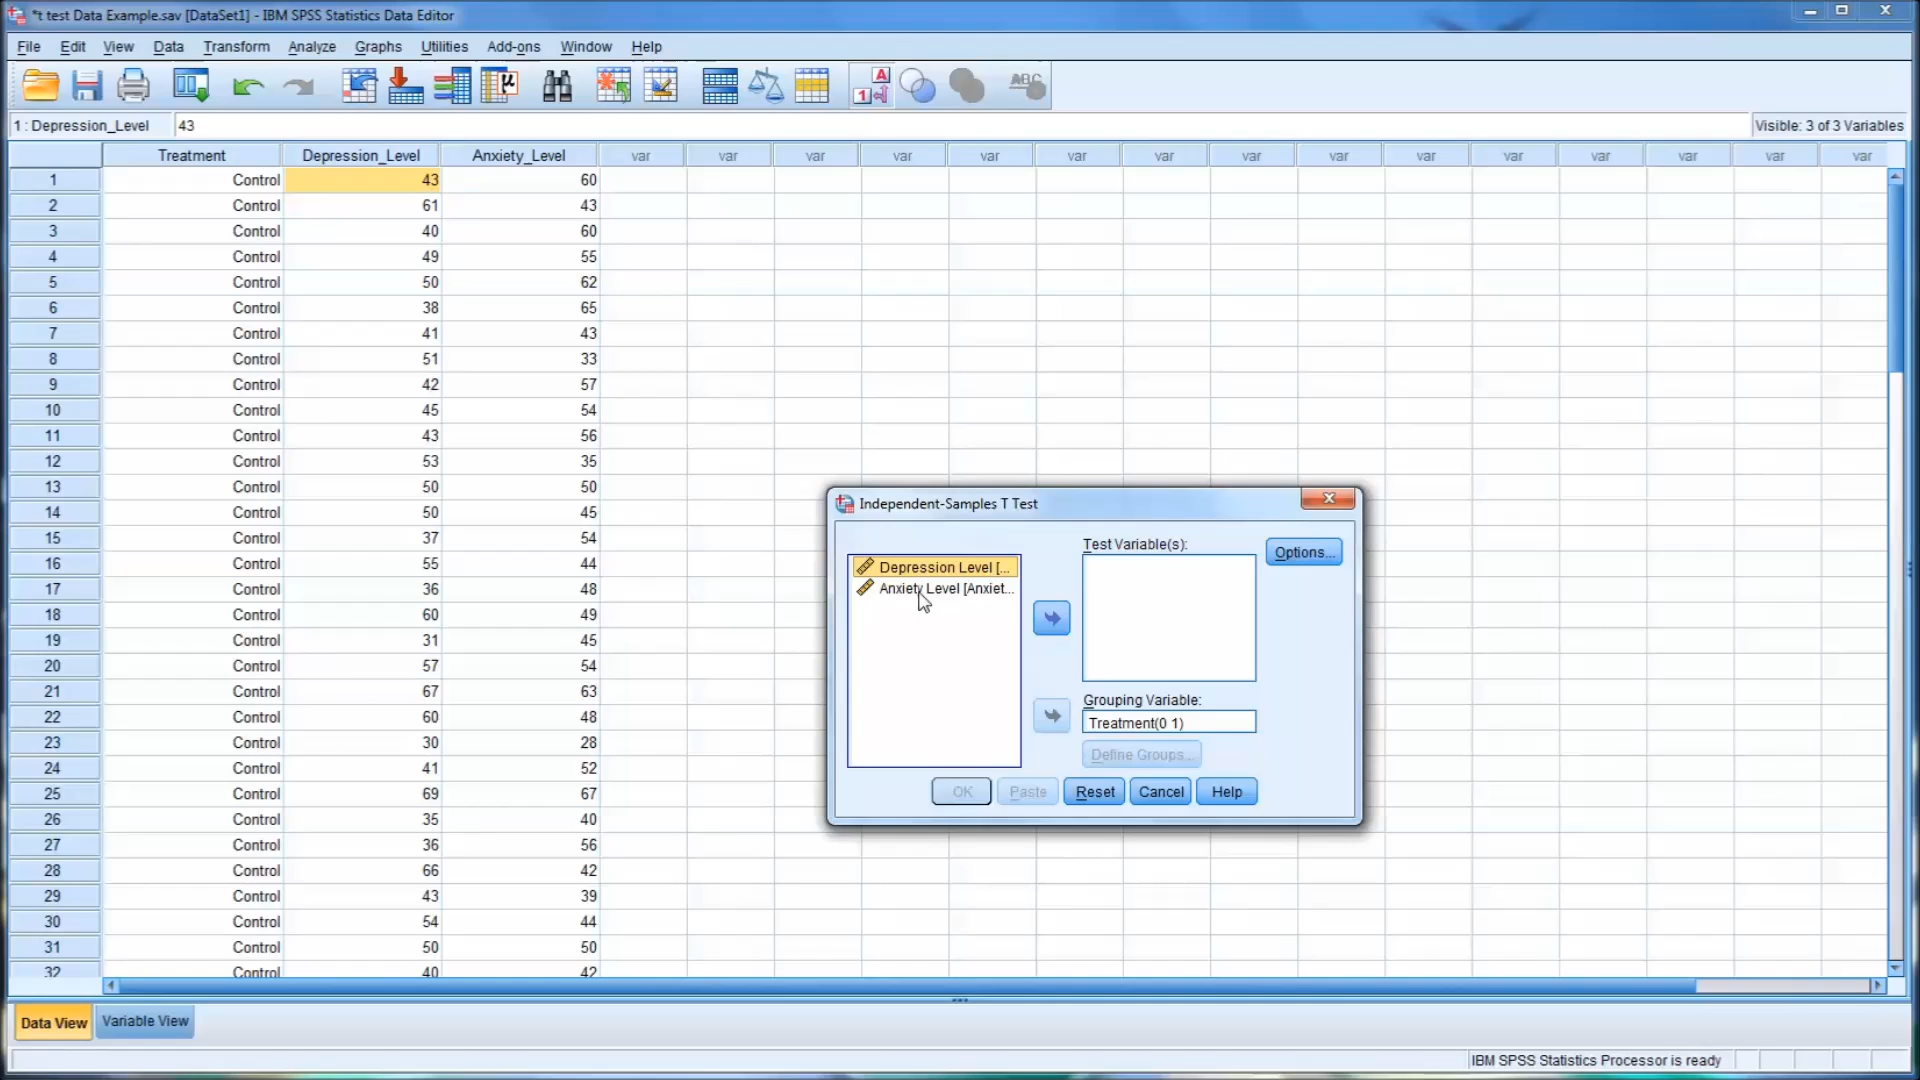 *t test Data Example.sav [DataSet1] - IBM SPSS Statistics Data Editor
File Edit View Data Transform Analyze Graphs Utilities Add-ons Window Help
1 : Depression_Level 43 Visible: 3 of 3 Variables
Treatment Depression_Level Anxiety_Level var var var var var var var var var var var var var var var
1 Control 43 60
2 Control 61 43
3 Control 40 60
4 Control 49 55
5 Control 50 62
6 Control 38 65
7 Control 41 43
8 Control 51 33
9 Control 42 57
10 Control 45 54
11 Control 43 56
12 Control 53 35
13 Control 50 50
14 Control 50 45
15 Control 37 54
16 Control 55 44
17 Control 36 48
18 Control 60 49
19 Control 31 45
20 Control 57 54
21 Control 67 63
22 Control 60 48
23 Control 30 28
24 Control 41 52
25 Control 69 67
26 Control 35 40
27 Control 36 56
28 Control 66 42
29 Control 43 39
30 Control 54 44
31 Control 50 50
32 Control 40 42
Independent-Samples T Test
Test Variable(s):
Options...
Depression Level [...
Anxiety Level [Anxiet...
Grouping Variable:
Treatment(0 1)
Define Groups...
OK Paste Reset Cancel Help
Data View Variable View
IBM SPSS Statistics Processor is ready